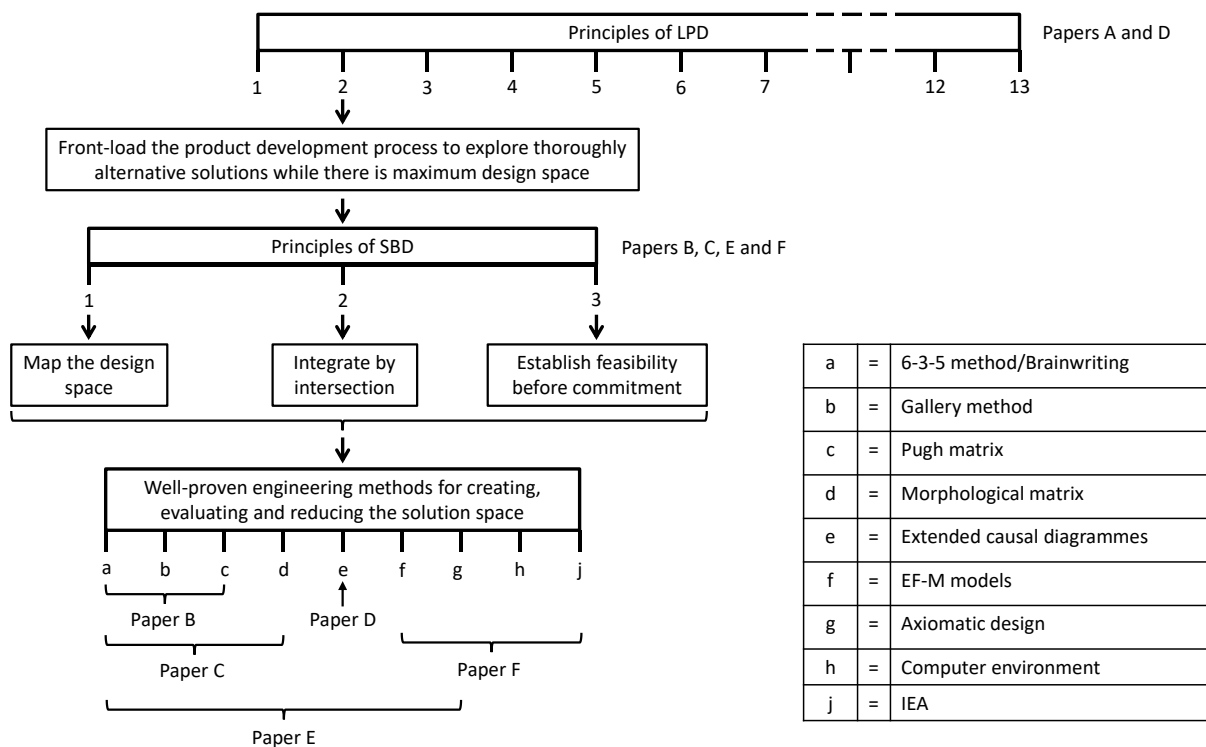 Principles of LPD
Papers A and D
1 2 3 4 5 6 7 12 13
Front-load the product development process to explore thoroughly
alternative solutions while there is maximum design space
Principles of SBD
Papers B, C, E and F
1 2 3
Map the design
space
Integrate by
intersection
Establish feasibility
before commitment
Well-proven engineering methods for creating,
evaluating and reducing the solution space
a b c d e f g h j
Paper B
Paper D
Paper C
Paper F
Paper E
a = 6-3-5 method/Brainwriting
b = Gallery method
c = Pugh matrix
d = Morphological matrix
e = Extended causal diagrammes
f = EF-M models
g = Axiomatic design
h = Computer environment
j = IEA